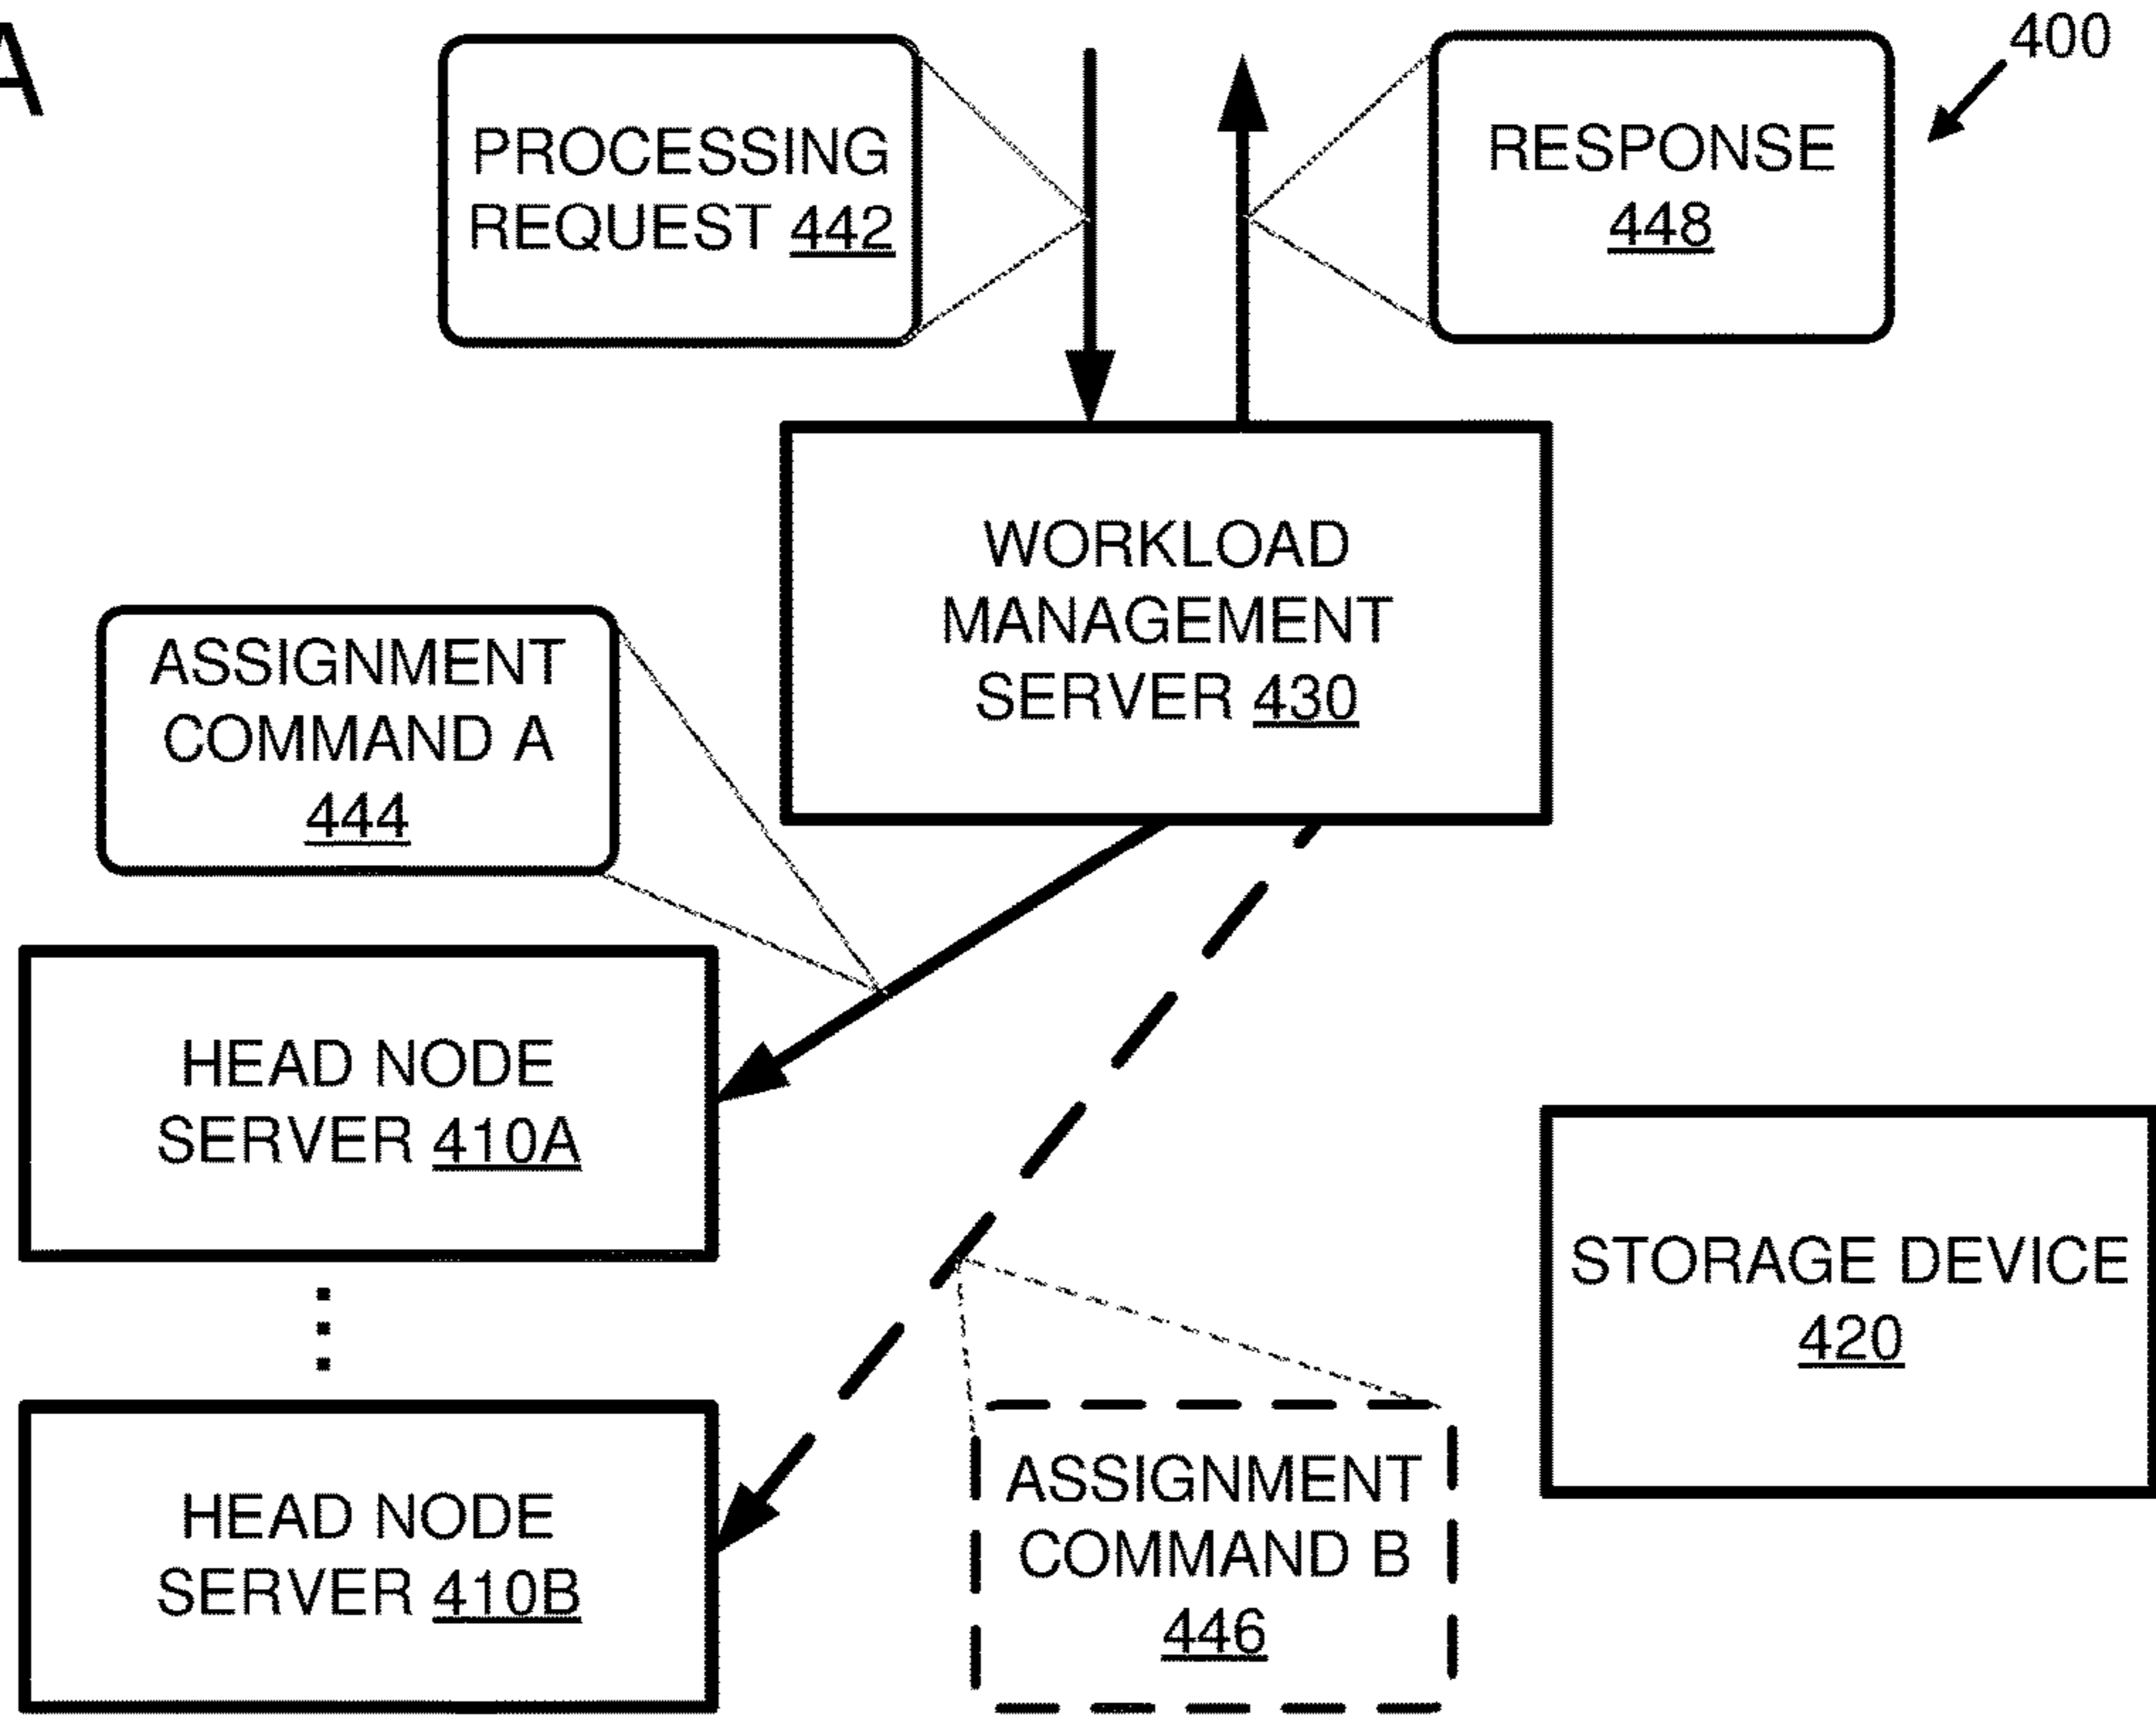 A
400
PROCESSING
REQUEST 442
RESPONSE
448
WORKLOAD
MANAGEMENT
SERVER 430
ASSIGNMENT
COMMAND A
444
HEAD NODE
SERVER 410A
STORAGE DEVICE
420
HEAD NODE
SERVER 410B
ASSIGNMENT
COMMAND B
446